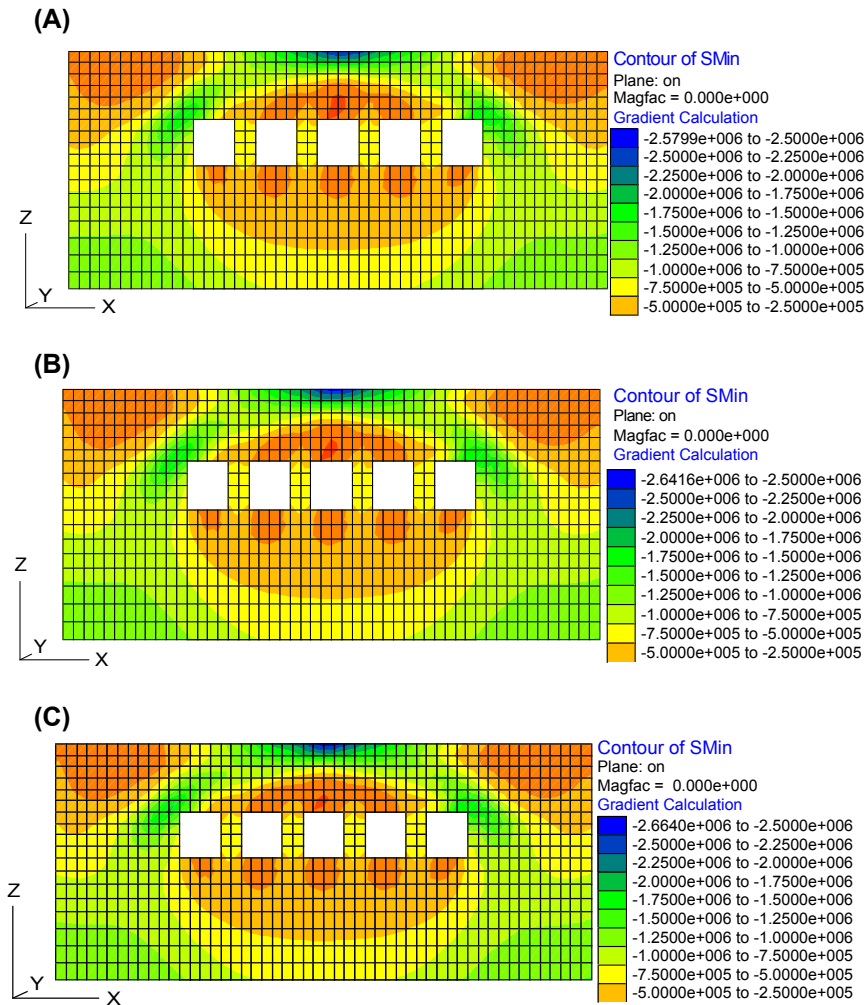 (A)
Contour of SMin
Plane: on
Magfac = 0.000e+000
Gradient Calculation
-2.5799e+006 to -2.5000e+006
-2.5000e+006 to -2.2500e+006
-2.2500e+006 to -2.0000e+006
-2.0000e+006 to -1.7500e+006
-1.7500e+006 to -1.5000e+006
-1.5000e+006 to -1.2500e+006
-1.2500e+006 to -1.0000e+006
-1.0000e+006 to -7.5000e+005
-7.5000e+005 to -5.0000e+005
-5.0000e+005 to -2.5000e+005
Z
Y
X
(B)
Contour of SMin
Plane: on
Magfac = 0.000e+000
Gradient Calculation
-2.6416e+006 to -2.5000e+006
-2.5000e+006 to -2.2500e+006
-2.2500e+006 to -2.0000e+006
-2.0000e+006 to -1.7500e+006
-1.7500e+006 to -1.5000e+006
-1.5000e+006 to -1.2500e+006
-1.2500e+006 to -1.0000e+006
-1.0000e+006 to -7.5000e+005
-7.5000e+005 to -5.0000e+005
-5.0000e+005 to -2.5000e+005
Z
Y
X
(C)
Contour of SMin
Plane: on
Magfac = 0.000e+000
Gradient Calculation
-2.6640e+006 to -2.5000e+006
-2.5000e+006 to -2.2500e+006
-2.2500e+006 to -2.0000e+006
-2.0000e+006 to -1.7500e+006
-1.7500e+006 to -1.5000e+006
-1.5000e+006 to -1.2500e+006
-1.2500e+006 to -1.0000e+006
-1.0000e+006 to -7.5000e+005
-7.5000e+005 to -5.0000e+005
-5.0000e+005 to -2.5000e+005
Z
Y
X